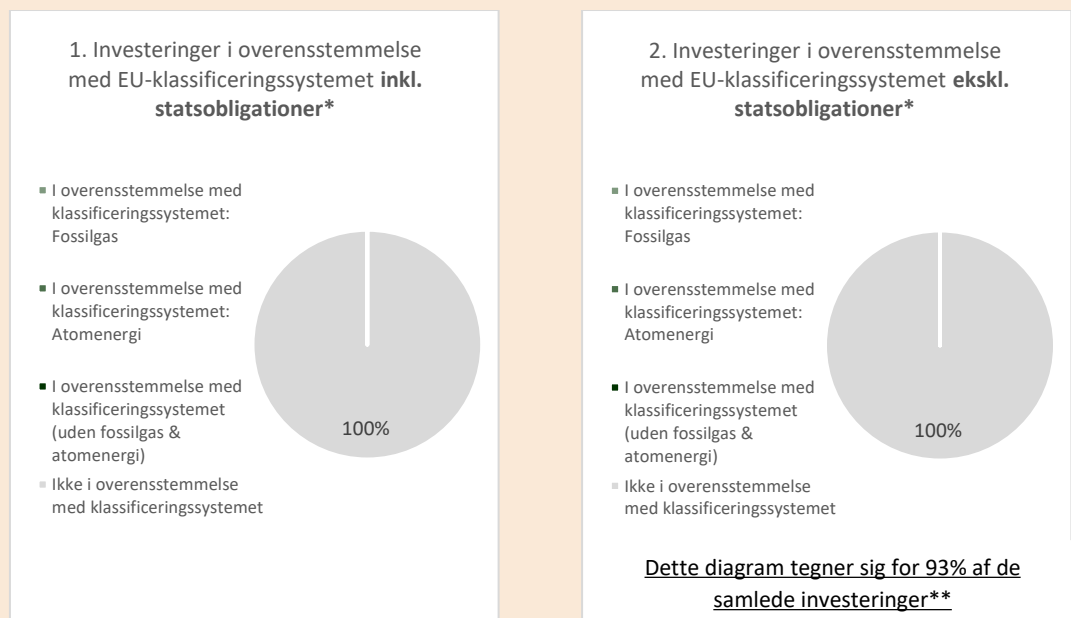 1. Investeringer i overensstemmelse
med EU-klassificeringssystemet inkl.
statsobligationer*
I overensstemmelse med
klassificeringssystemet:
Fossilgas
I overensstemmelse med
klassificeringssystemet:
Atomenergi
I overensstemmelse med
klassificeringssystemet
(uden fossilgas &
atomenergi)
Ikke i overensstemmelse
med klassificeringssystemet
100%
2. Investeringer i overensstemmelse
med EU-klassificeringssystemet ekskl.
statsobligationer*
I overensstemmelse med
klassificeringssystemet:
Fossilgas
I overensstemmelse med
klassificeringssystemet:
Atomenergi
I overensstemmelse med
klassificeringssystemet
(uden fossilgas &
atomenergi)
Ikke i overensstemmelse
med klassificeringssystemet
100%
Dette diagram tegner sig for 93% af de
samlede investeringer**